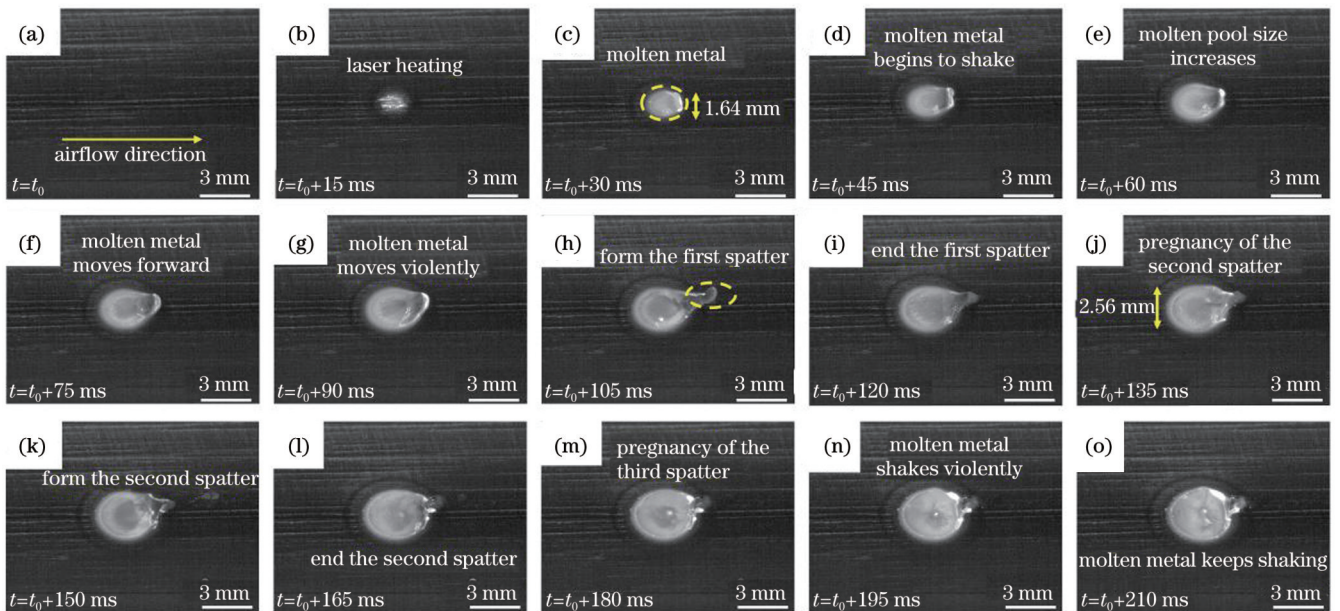 (a)
airflow direction
3 mm
t=t₀
(b)
laser heating
3 mm
t=t₀+15 ms
(c)
molten metal
1.64 mm
3 mm
t=t₀+30 ms
(d)
molten metal
begins to shake
3 mm
t=t₀+45 ms
(e)
molten pool size
increases
3 mm
t=t₀+60 ms
(f)
molten metal
moves forward
3 mm
t=t₀+75 ms
(g)
molten metal
moves violently
3 mm
t=t₀+90 ms
(h)
form the first spatter
3 mm
t=t₀+105 ms
(i)
end the first spatter
3 mm
t=t₀+120 ms
(j)
pregnancy of the
second spatter
2.56 mm
3 mm
t=t₀+135 ms
(k)
form the second spatter
3 mm
t=t₀+150 ms
(l)
end the second spatter
3 mm
t=t₀+165 ms
(m)
pregnancy of the
third spatter
3 mm
t=t₀+180 ms
(n)
molten metal
shakes violently
3 mm
t=t₀+195 ms
(o)
molten metal keeps shaking
3 mm
t=t₀+210 ms